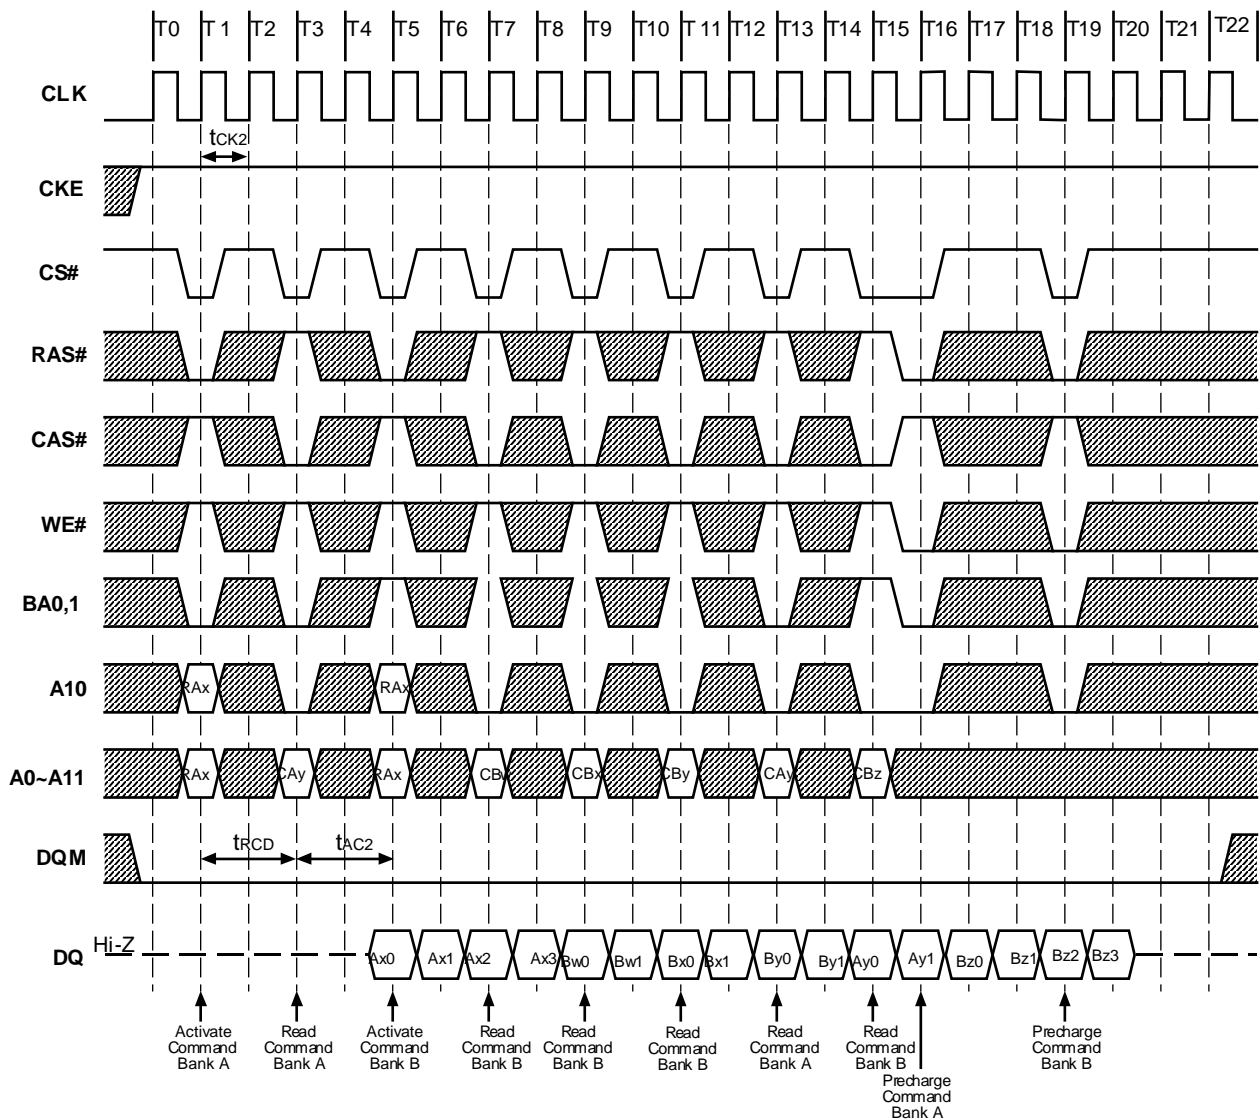 T0 T 1 T2 T3 T4 T5 T6 T7 T8 T9 T10 T 11 T12 T13 T14 T15 T16 T17 T18 T19 T20 T21 T22
CLK
tCK2
CKE
CS#
RAS#
CAS#
WE#
BA0,1
A10
RAx RAx
A0~A11
RAx CAy RAx CBw CBx CBy CAy CBz
DQM
tRCD tAC2
DQ
Hi-Z
Ax0 Ax1 Ax2 Ax3 Bw0 Bw1 Bx0 Bx1 By0 By1 Ay0 Ay1 Bz0 Bz1 Bz2 Bz3
Activate
Command
Bank A
Read
Command
Bank A
Activate
Command
Bank B
Read
Command
Bank B
Read
Command
Bank B
Read
Command
Bank B
Read
Command
Bank A
Read
Command
Bank B
Precharge
Command
Bank A
Precharge
Command
Bank B